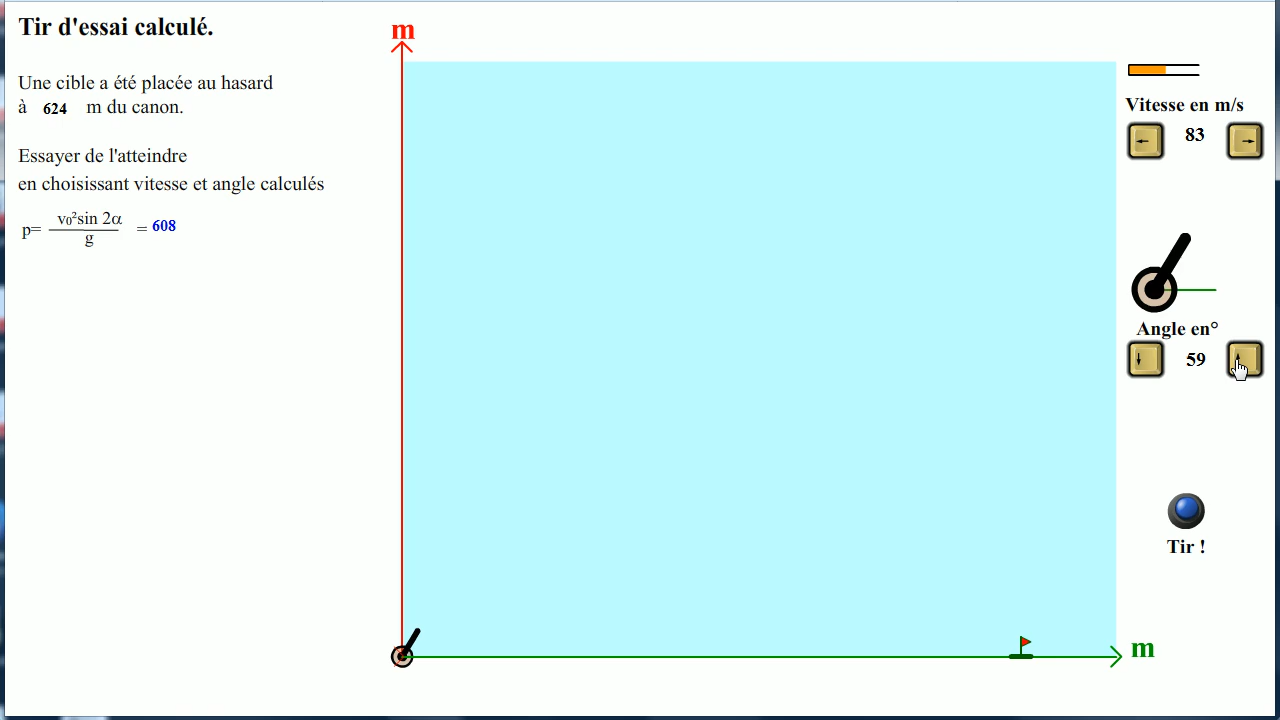 Tir d'essai calculé.
Une cible a été placée au hasard
à 624 m du canon.
Essayer de l'atteindre
en choisissant vitesse et angle calculés
p= v₀²sin 2α / g = 608
m
m
Vitesse en m/s
83
Angle en°
59
Tir !